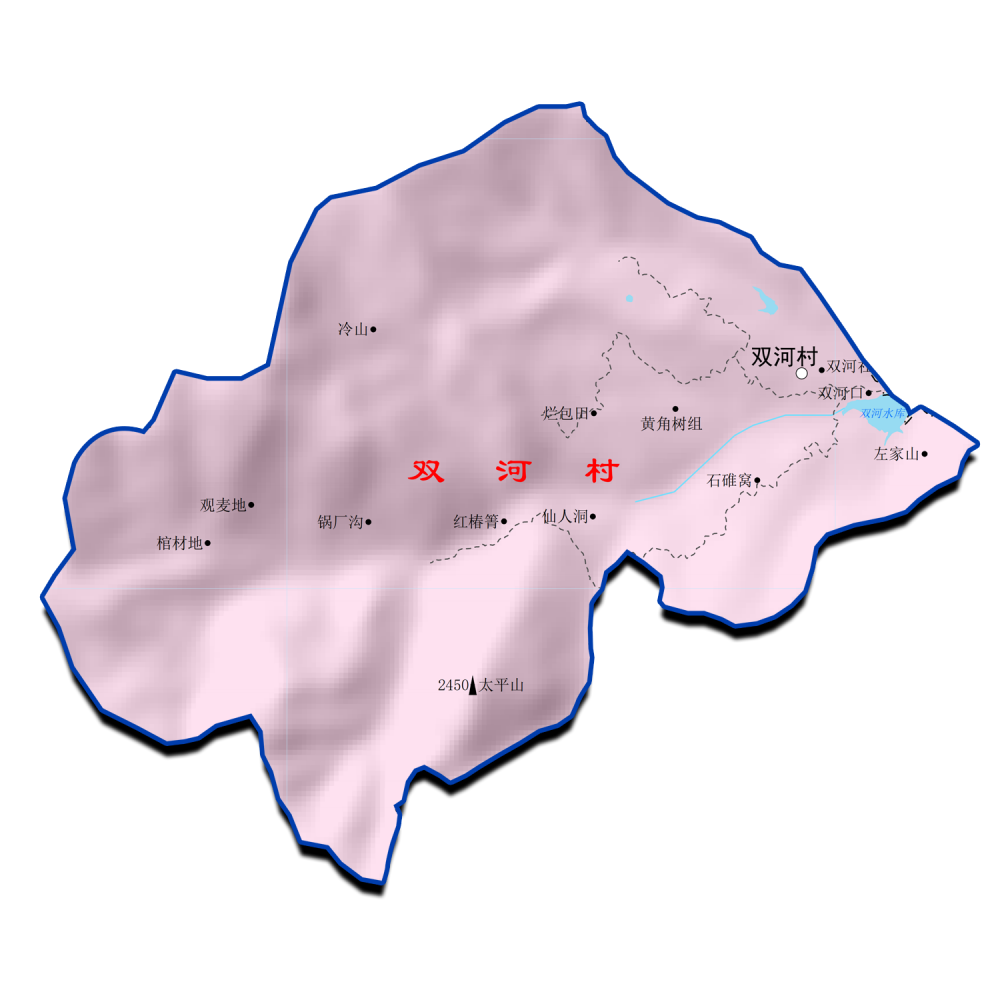 冷山
双河村
双河社
双河口
烂包田
黄角树组
双河水库
左家山
双河村
石碓窝
观麦地
锅厂沟
红椿箐
仙人洞
棺材地
2450 太平山